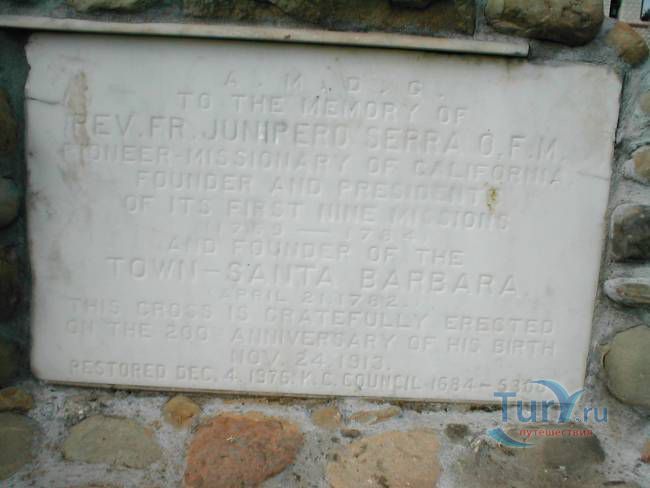 A. M. D. G.
TO THE MEMORY OF
REV. FR. JUNIPERO SERRA O.F.M.
PIONEER-MISSIONARY OF CALIFORNIA
FOUNDER AND PRESIDENT
OF ITS FIRST NINE MISSIONS
1769 — 1784
AND FOUNDER OF THE
TOWN-SANTA BARBARA
APRIL 21, 1782.
THIS CROSS IS GRATEFULLY ERECTED
ON THE 200 ANNIVERSARY OF HIS BIRTH
NOV. 24, 1913.
RESTORED DEC. 4, 1976. K.C. COUNCIL 1684-
Tury.ru
путешествия